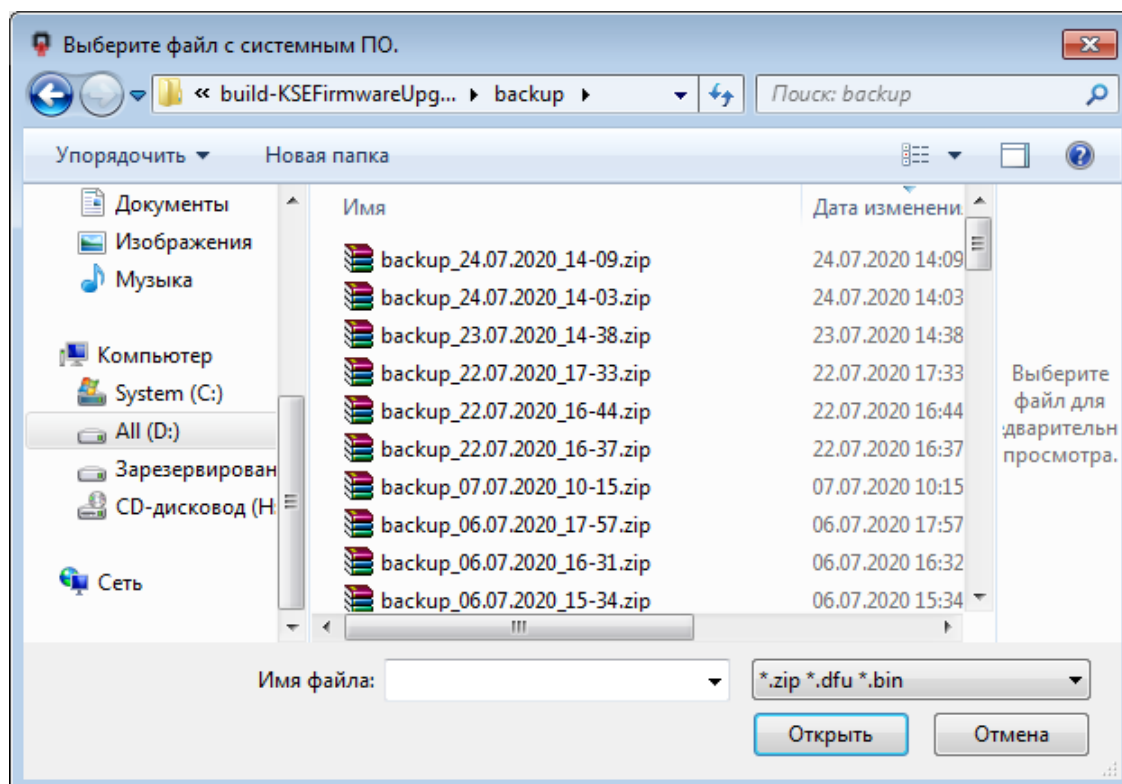 Выберите файл с системным ПО.
« build-KSEFirmwareUpg... ▸ backup ▸
Поиск: backup
Упорядочить ▼ Новая папка
Документы
Изображения
Музыка
Компьютер
System (C:)
All (D:)
Зарезервирован
CD-дисковод (H:
Сеть
Имя Дата изменени
backup_24.07.2020_14-09.zip 24.07.2020 14:09
backup_24.07.2020_14-03.zip 24.07.2020 14:03
backup_23.07.2020_14-38.zip 23.07.2020 14:38
backup_22.07.2020_17-33.zip 22.07.2020 17:33
backup_22.07.2020_16-44.zip 22.07.2020 16:44
backup_22.07.2020_16-37.zip 22.07.2020 16:37
backup_07.07.2020_10-15.zip 07.07.2020 10:15
backup_06.07.2020_17-57.zip 06.07.2020 17:57
backup_06.07.2020_16-31.zip 06.07.2020 16:32
backup_06.07.2020_15-34.zip 06.07.2020 15:34
Выберите
файл для
дварительн
просмотра.
Имя файла:
*.zip *.dfu *.bin
Открыть Отмена